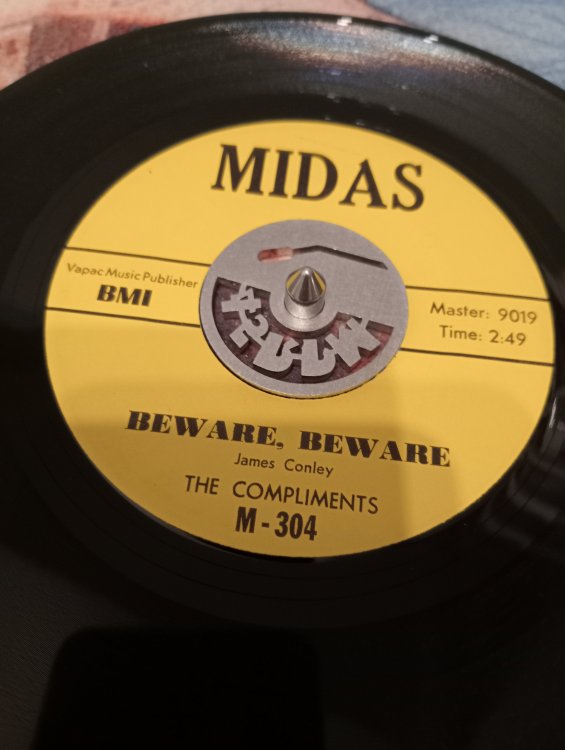 MIDAS
Vapac Music Publisher
BMI
Master: 9019
Time: 2:49
BEWARE, BEWARE
James Conley
THE COMPLIMENTS
M-304